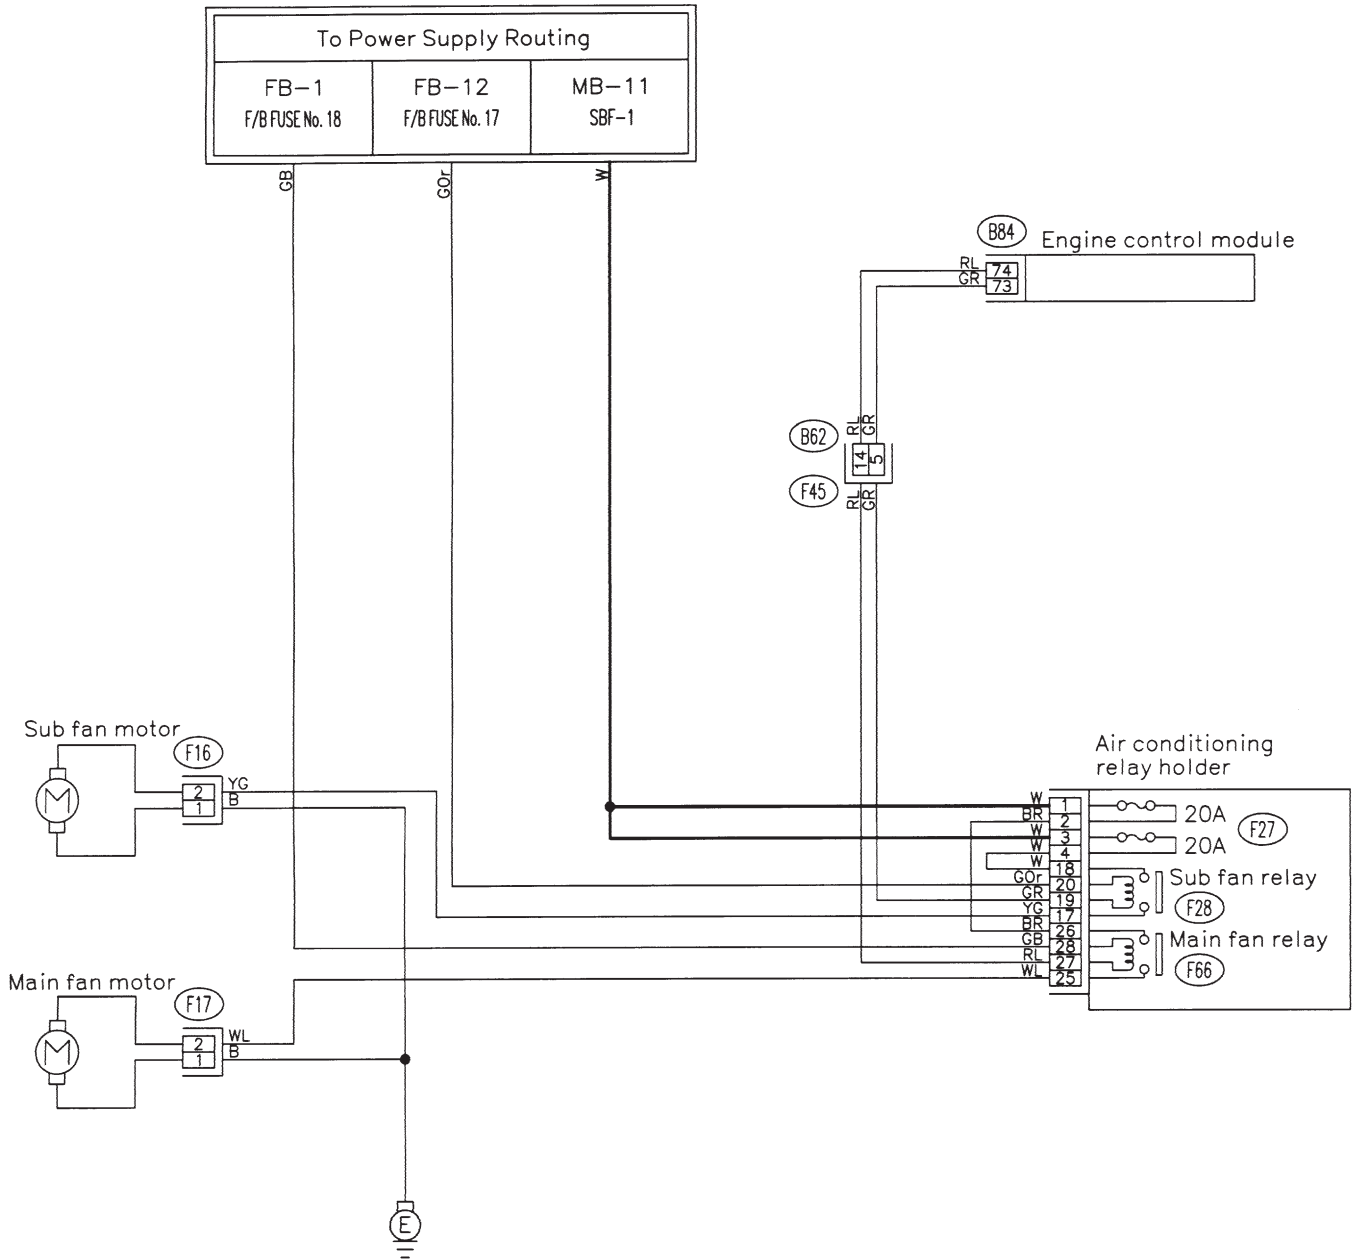 To Power Supply Routing
FB-1
FB-12
MB-11
F/B FUSE No. 18
F/B FUSE No. 17
SBF-1
GB
GOr
W
B84
Engine control module
RL
74
GR
73
RL
GR
B62
14
5
F45
RL
GR
Sub fan motor
F16
M
2
YG
1
B
Air conditioning
relay holder
W
1
BR
2
20A
W
3
F27
W
4
20A
W
18
GOr
20
Sub fan relay
GR
19
F28
YG
17
BR
26
GB
28
Main fan relay
RL
27
F66
WL
25
Main fan motor
F17
M
2
WL
1
B
E